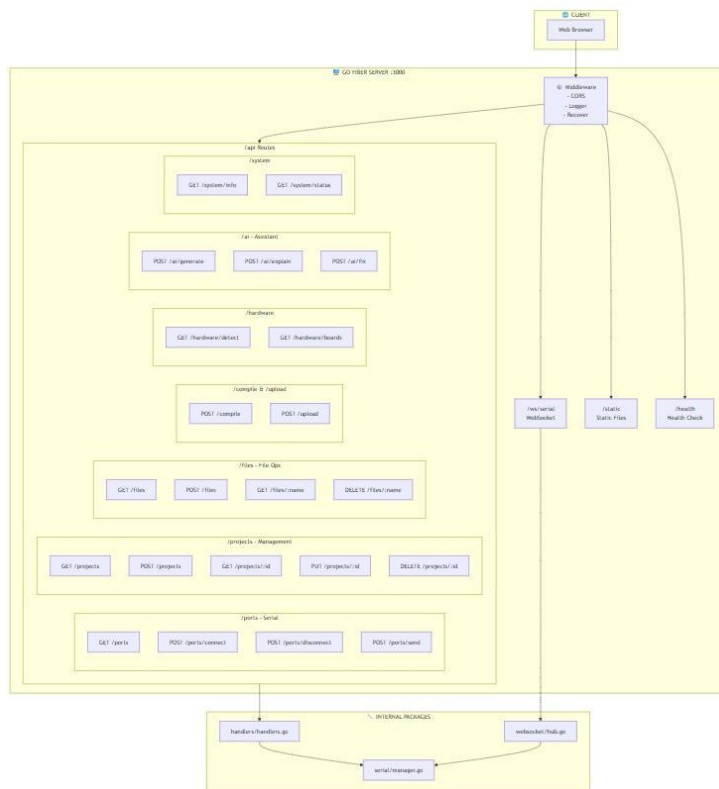 CLIENT
Web Browser
GO FIBER SERVER :3000
Middleware
- CORS
- Logger
- Recover
/api Routes
/system
GET /system/info
GET /system/status
/ai - Assistant
POST /ai/generate
POST /ai/explain
POST /ai/fix
/hardware
GET /hardware/detect
GET /hardware/boards
/compile & /upload
POST /compile
POST /upload
/ws/serial
WebSocket
/static
Static Files
/health
Health Check
/files - File Ops
GET /files
POST /files
GET /files/:name
DELETE /files/:name
/projects - Management
GET /projects
POST /projects
GET /projects/:id
PUT /projects/:id
DELETE /projects/:id
/ports - Serial
GET /ports
POST /ports/connect
POST /ports/disconnect
POST /ports/send
INTERNAL PACKAGES
handlers/handlers.go
websocket/hub.go
serial/manager.go